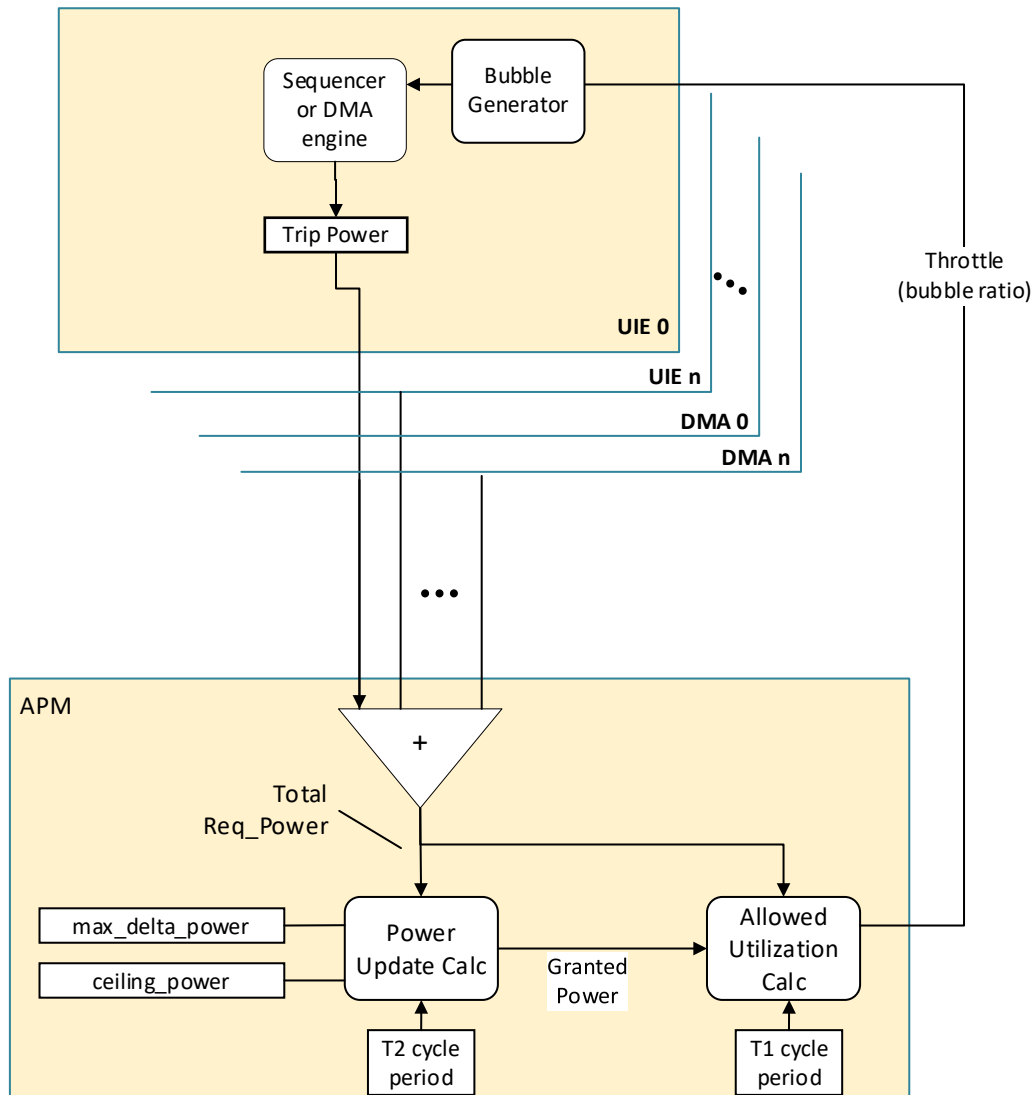 Sequencer
or DMA
engine
Bubble
Generator
Trip Power
UIE 0
Throttle
(bubble ratio)
UIE n
DMA 0
DMA n
APM
+
Total
Req_Power
max_delta_power
ceiling_power
Power
Update Calc
Granted
Power
Allowed
Utilization
Calc
T2 cycle
period
T1 cycle
period